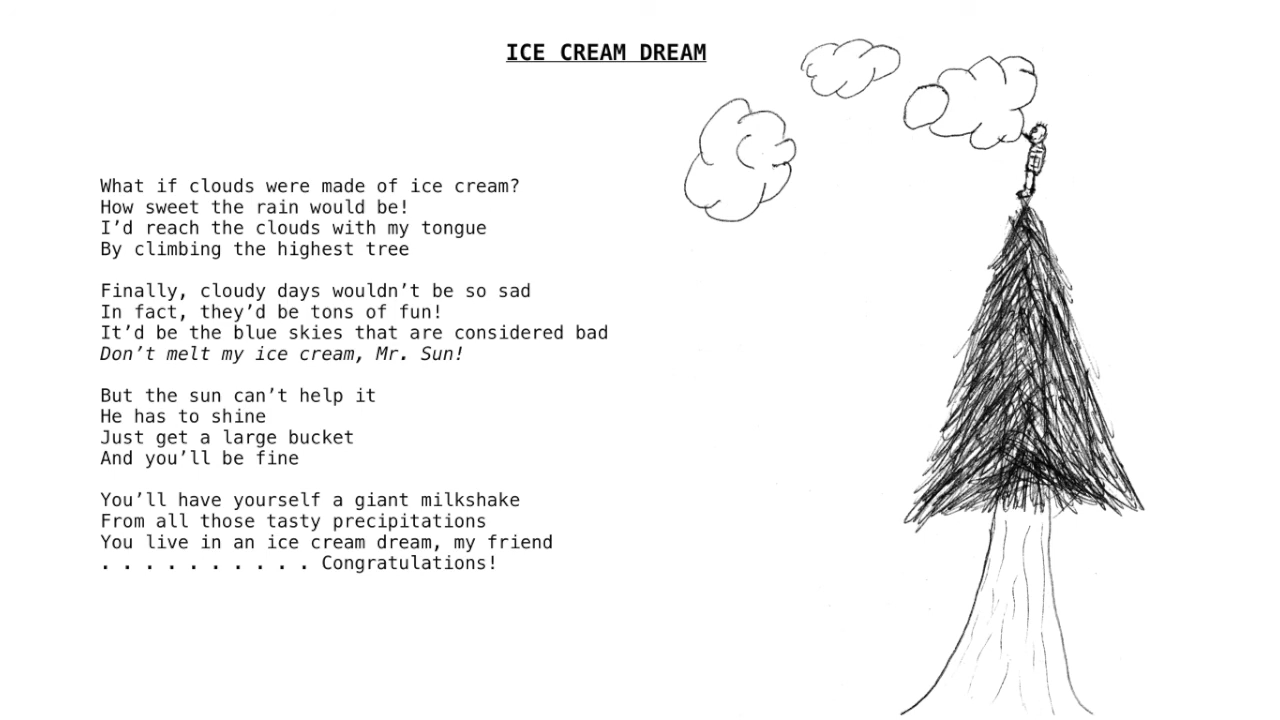 ICE CREAM DREAM
What if clouds were made of ice cream?
How sweet the rain would be!
I’d reach the clouds with my tongue
By climbing the highest tree
Finally, cloudy days wouldn’t be so sad
In fact, they’d be tons of fun!
It’d be the blue skies that are considered bad
Don’t melt my ice cream, Mr. Sun!
But the sun can’t help it
He has to shine
Just get a large bucket
And you’ll be fine
You’ll have yourself a giant milkshake
From all those tasty precipitations
You live in an ice cream dream, my friend
. . . . . . . . . . Congratulations!